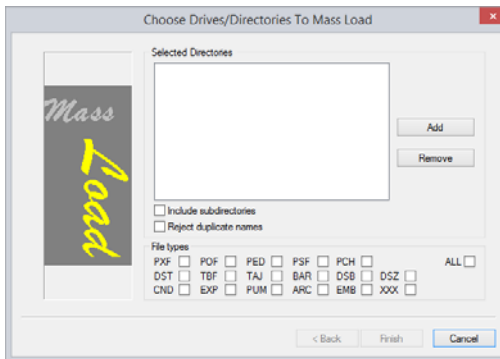 Choose Drives/Directories To Mass Load
x
Selected Directories
Mass
Load
Add
Remove
Include subdirectories
Reject duplicate names
File types
PXF POF PED PSF PCH ALL
DST TBF TAJ BAR DSB DSZ
CND EXP PUM ARC EMB XXX
< Back Finish Cancel